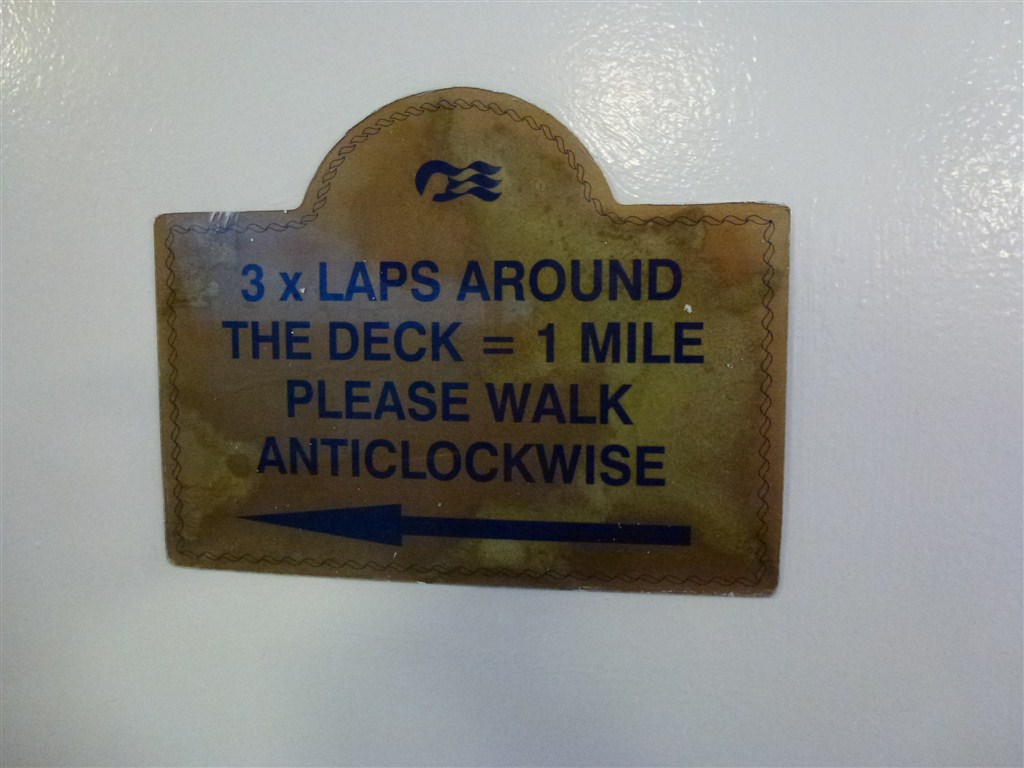 3 x LAPS AROUND
THE DECK = 1 MILE
PLEASE WALK
ANTICLOCKWISE